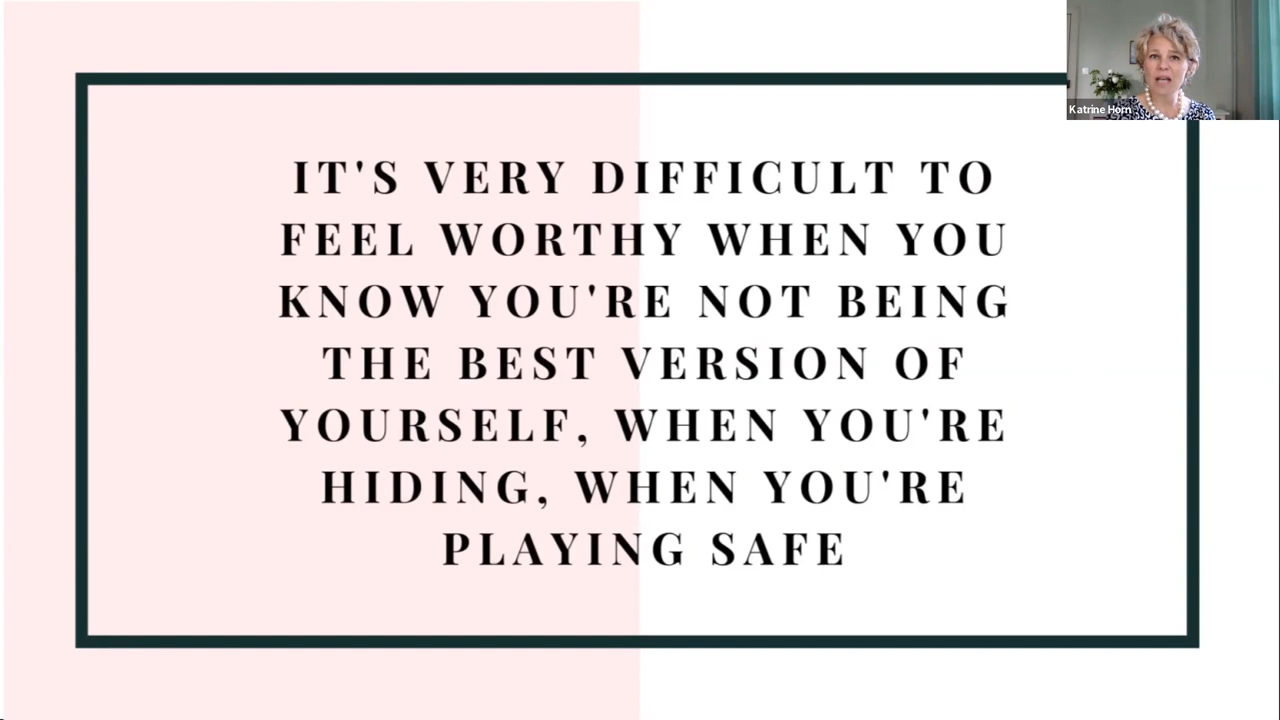 Katrine Horn
IT'S VERY DIFFICULT TO
FEEL WORTHY WHEN YOU
KNOW YOU'RE NOT BEING
THE BEST VERSION OF
YOURSELF, WHEN YOU'RE
HIDING, WHEN YOU'RE
PLAYING SAFE